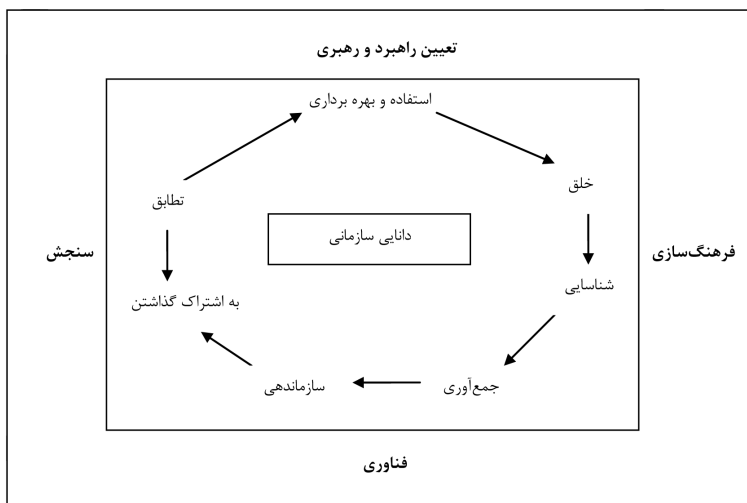 تعیین راهبرد و رهبری
استفاده و بهره برداری
خلق
تطابق
دانایی سازمانی
فرهنگ‌سازی
سنجش
شناسایی
به اشتراک گذاشتن
جمع‌آوری
سازماندهی
فناوری